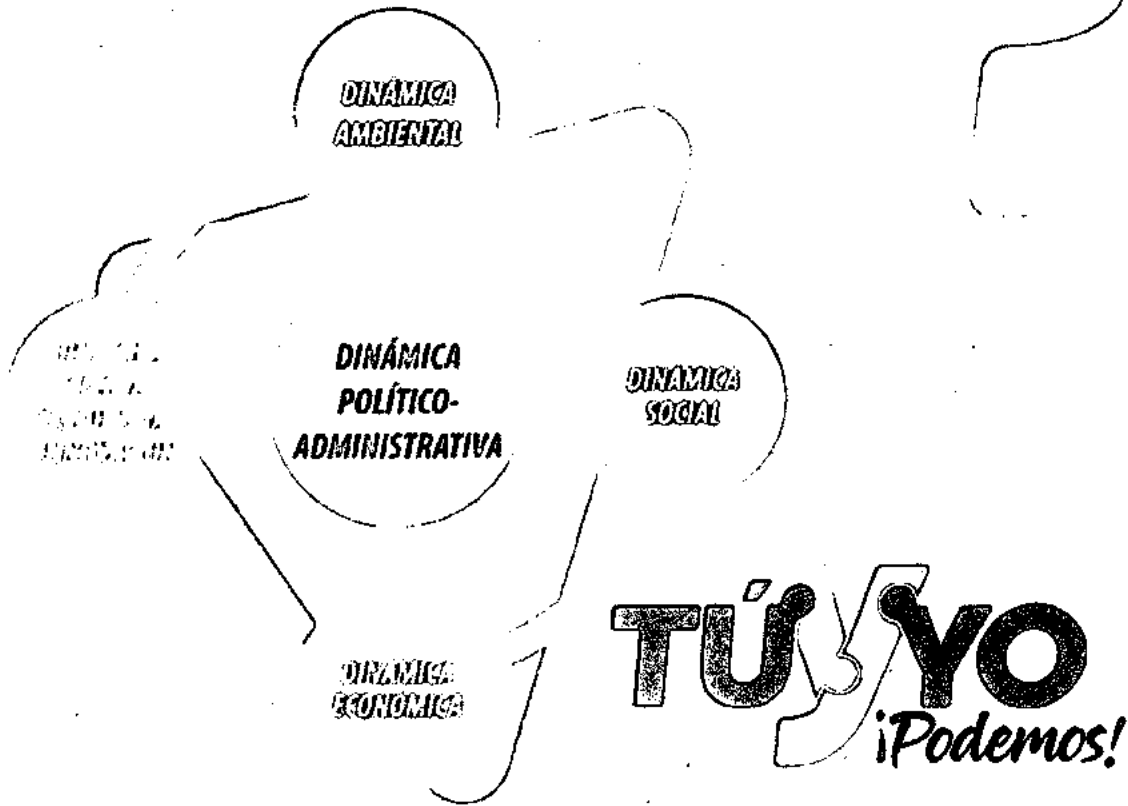 DINÁMICA
AMBIENTAL
DINÁMICA
POLÍTICO-
ADMINISTRATIVA
DINÁMICA
SOCIAL
DINÁMICA
ECONÓMICA
TÚ y YO
¡Podemos!